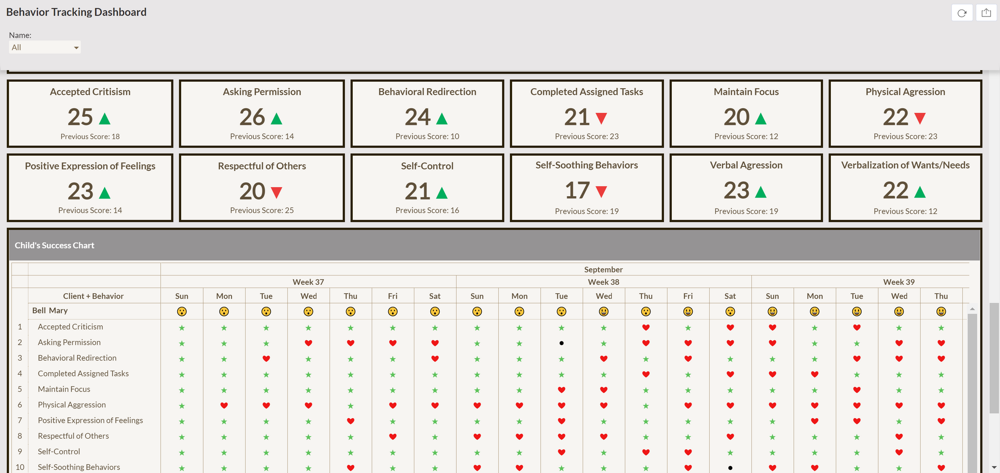 Behavior Tracking Dashboard
Name:
All
Accepted Critisism
25
Previous Score: 18
Asking Permission
26
Previous Score: 14
Behavioral Redirection
24
Previous Score: 10
Completed Assigned Tasks
21
Previous Score: 23
Maintain Focus
20
Previous Score: 12
Physical Agression
22
Previous Score: 23
Positive Expression of Feelings
23
Previous Score: 14
Respectful of Others
20
Previous Score: 25
Self-Control
21
Previous Score: 16
Self-Soothing Behaviors
17
Previous Score: 19
Verbal Agression
23
Previous Score: 19
Verbalization of Wants/Needs
22
Previous Score: 12
Child's Success Chart
September
Week 37 Week 38 Week 39
Client + Behavior Sun Mon Tue Wed Thu Fri Sat Sun Mon Tue Wed Thu Fri Sat Sun Mon Tue Wed Thu
Bell Mary
1 Accepted Criticism
2 Asking Permission
3 Behavioral Redirection
4 Completed Assigned Tasks
5 Maintain Focus
6 Physical Aggression
7 Positive Expression of Feelings
8 Respectful of Others
9 Self-Control
10 Self-Soothing Behaviors